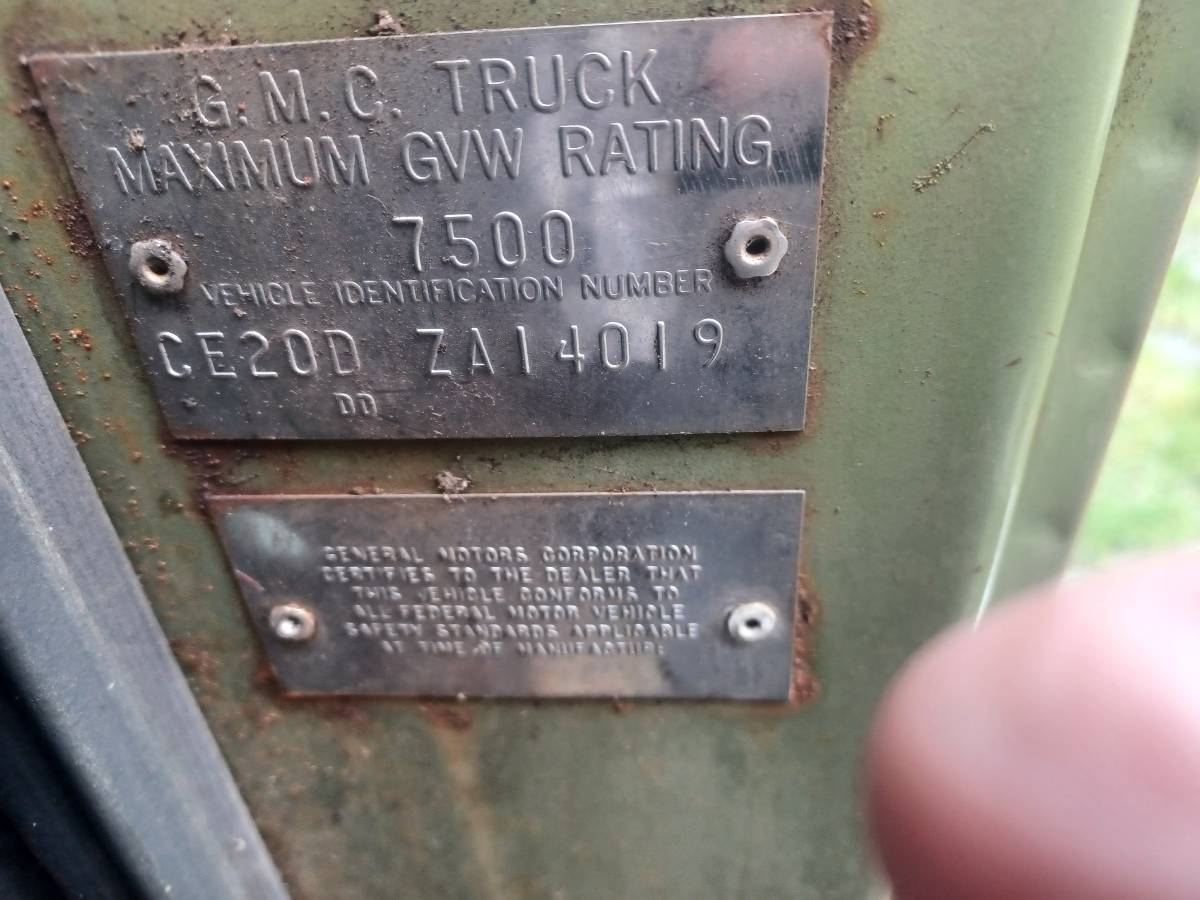 G.M.C. TRUCK
MAXIMUM GVW RATING
7500
VEHICLE IDENTIFICATION NUMBER
CE20D ZA14019
DD
GENERAL MOTORS CORPORATION
CERTIFIES TO THE DEALER THAT
THIS VEHICLE CONFORMS TO
ALL FEDERAL MOTOR VEHICLE
SAFETY STANDARDS APPLICABLE
AT TIME OF MANUFACTURE